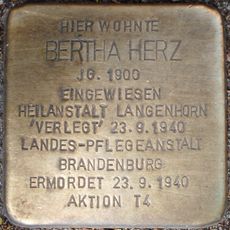 HIER WOHNTE
BERTHA HERZ
JG. 1900
EINGEWIESEN
HEILANSTALT LANGENHORN
'VERLEGT' 23.9.1940
LANDES-PFLEGEANSTALT
BRANDENBURG
ERMORDET 23.9.1940
AKTION T4